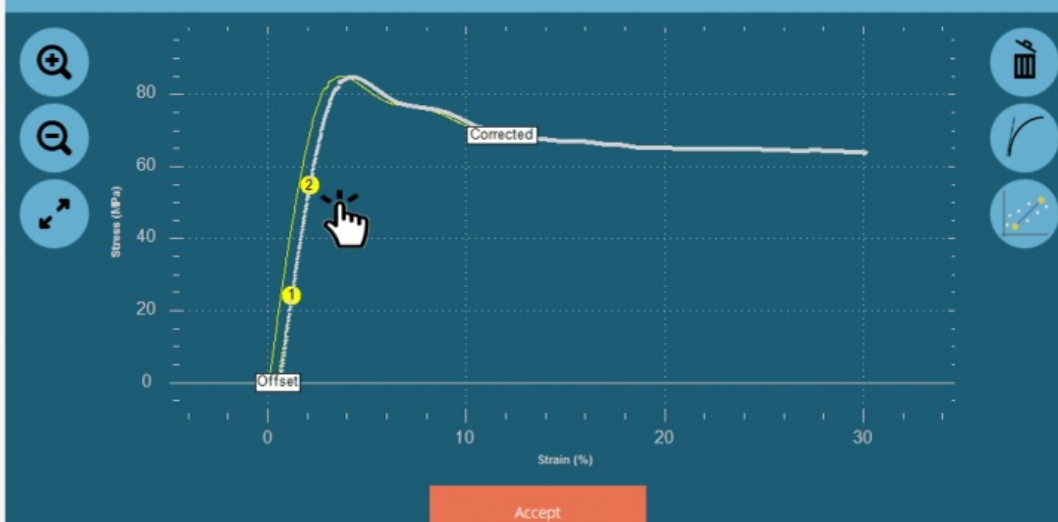 80
60
40
20
0
Stress (MPa)
Corrected
2
1
Offset
0 10 20 30
Strain (%)
Accept